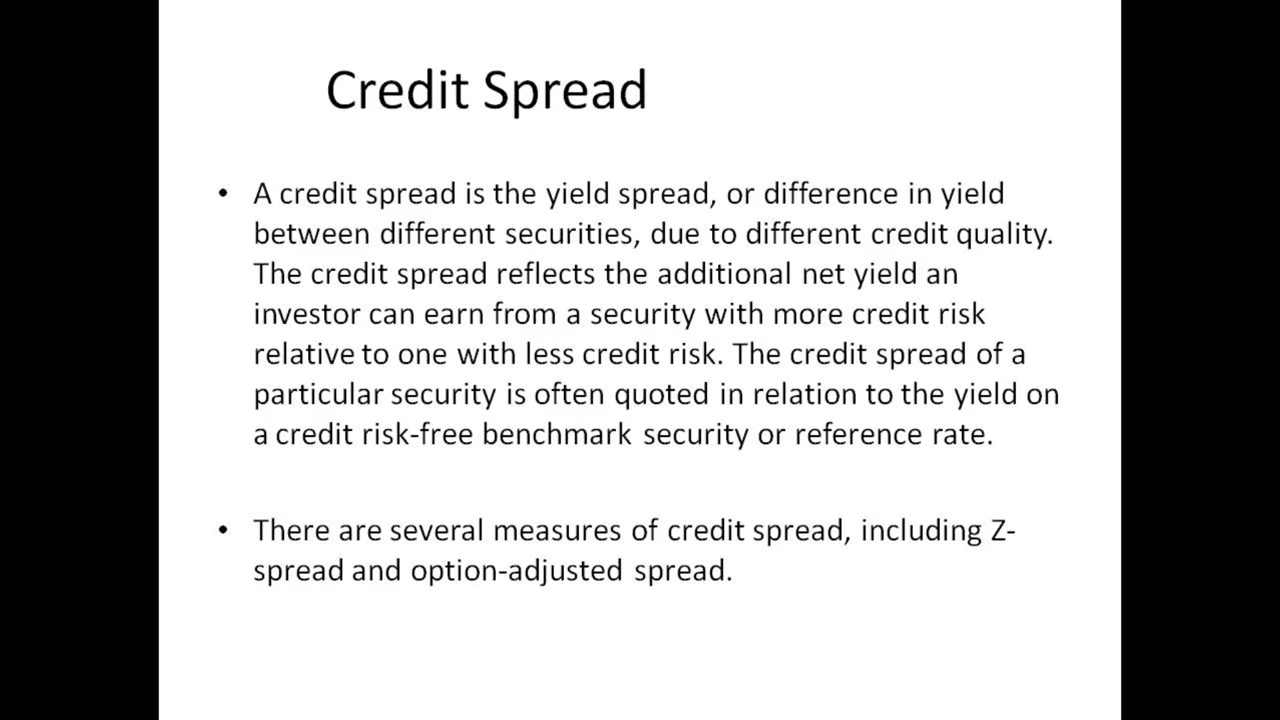 Credit Spread
• A credit spread is the yield spread, or difference in yield
between different securities, due to different credit quality.
The credit spread reflects the additional net yield an
investor can earn from a security with more credit risk
relative to one with less credit risk. The credit spread of a
particular security is often quoted in relation to the yield on
a credit risk-free benchmark security or reference rate.
• There are several measures of credit spread, including Z-
spread and option-adjusted spread.